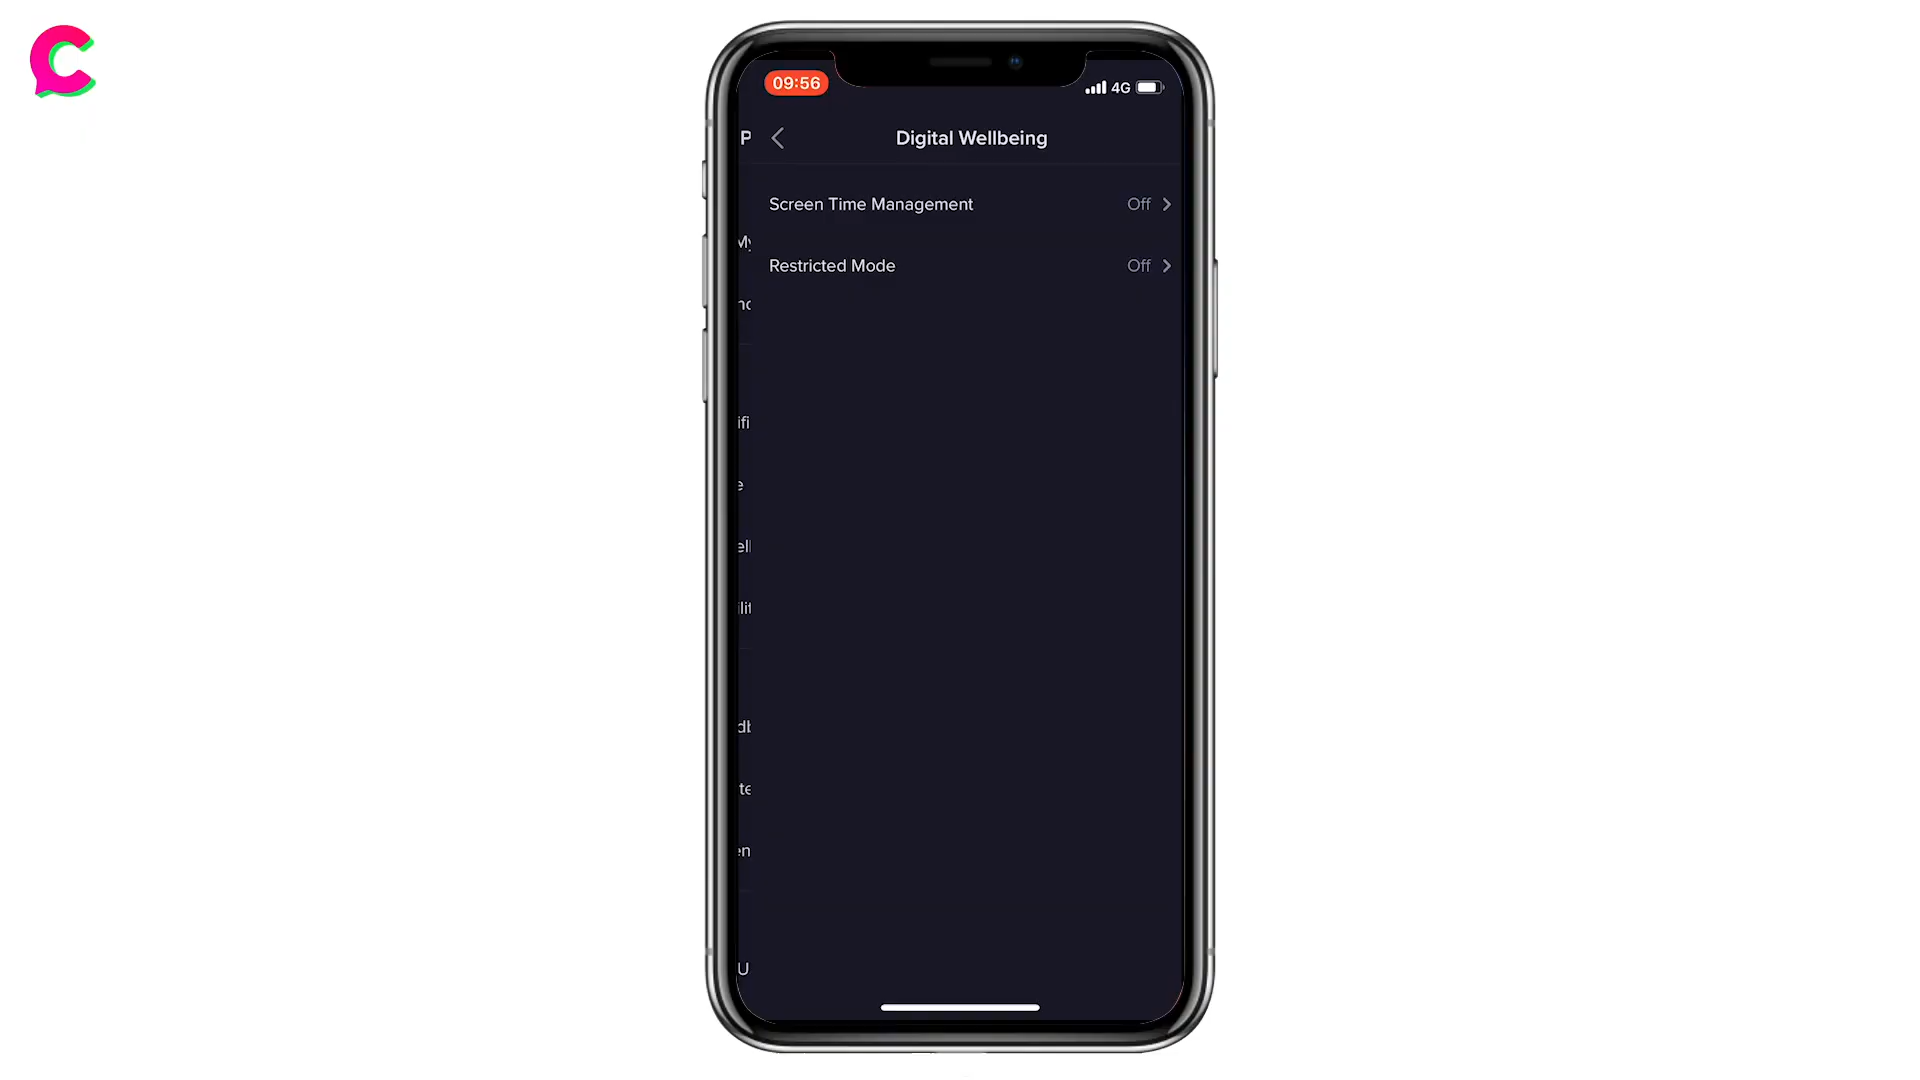 09:56
4G
Digital Wellbeing
Screen Time Management Off
Restricted Mode Off